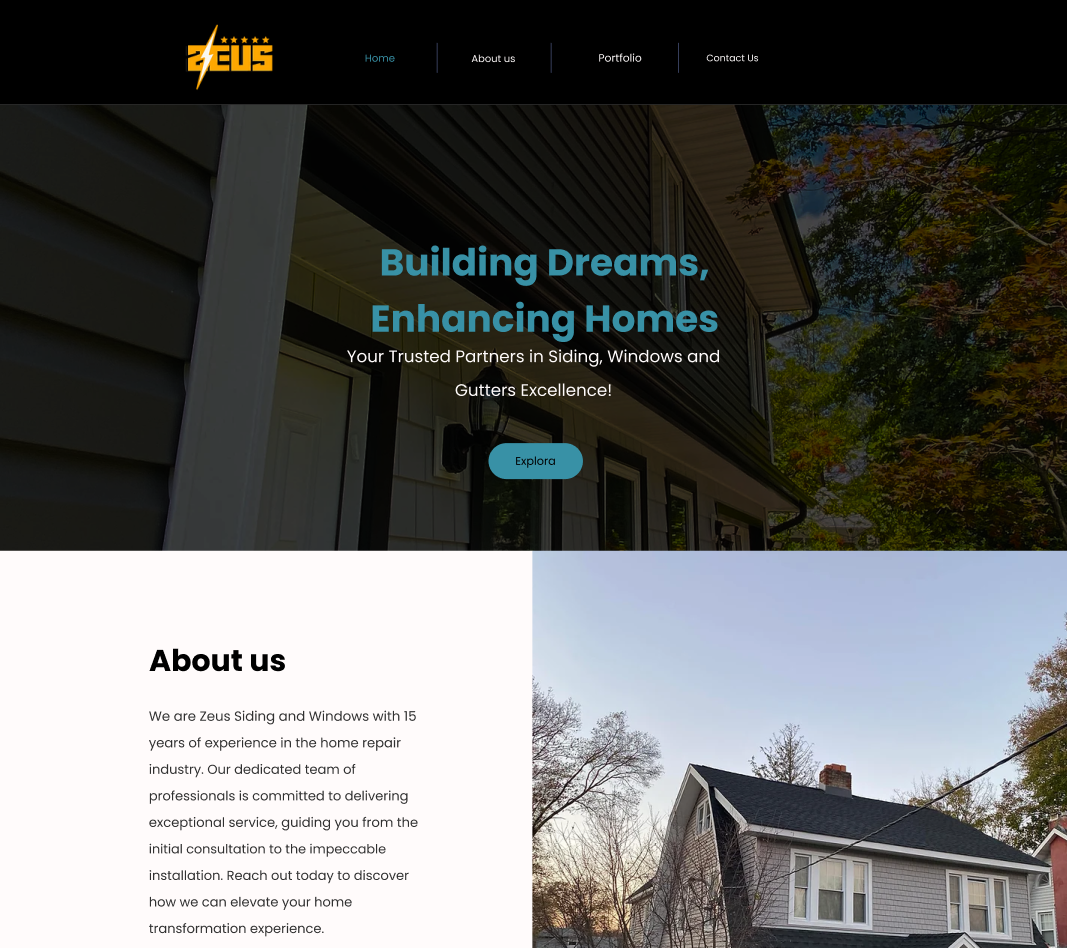 ZEUS
Home
About us
Portfolio
Contact Us
Building Dreams,
Enhancing Homes
Your Trusted Partners in Siding, Windows and
Gutters Excellence!
Explora
About us
We are Zeus Siding and Windows with 15
years of experience in the home repair
industry. Our dedicated team of
professionals is committed to delivering
exceptional service, guiding you from the
initial consultation to the impeccable
installation. Reach out today to discover
how we can elevate your home
transformation experience.